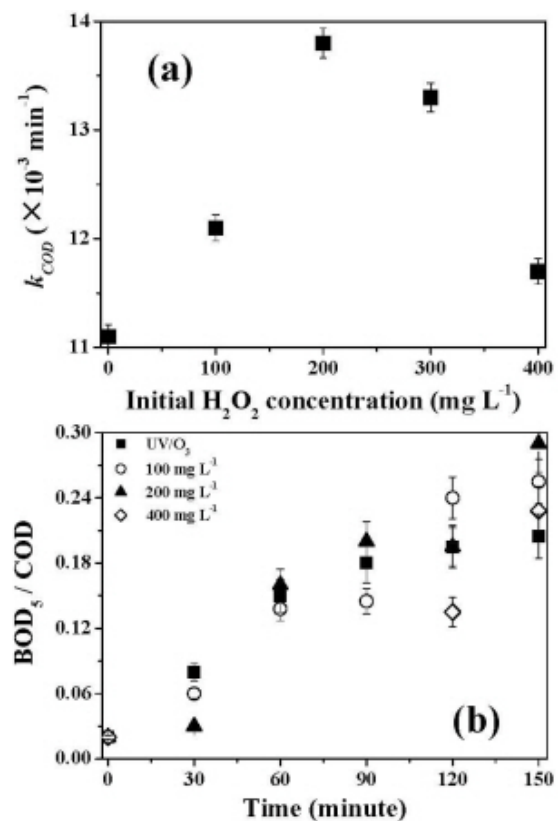 (a)
14
13
12
11
k_COD (×10⁻³ min⁻¹)
0 100 200 300 400
Initial H₂O₂ concentration (mg L⁻¹)
0.30
0.24
0.18
0.12
0.06
0.00
BOD₅ / COD
UV/O₃
100 mg L⁻¹
200 mg L⁻¹
400 mg L⁻¹
(b)
0 30 60 90 120 150
Time (minute)